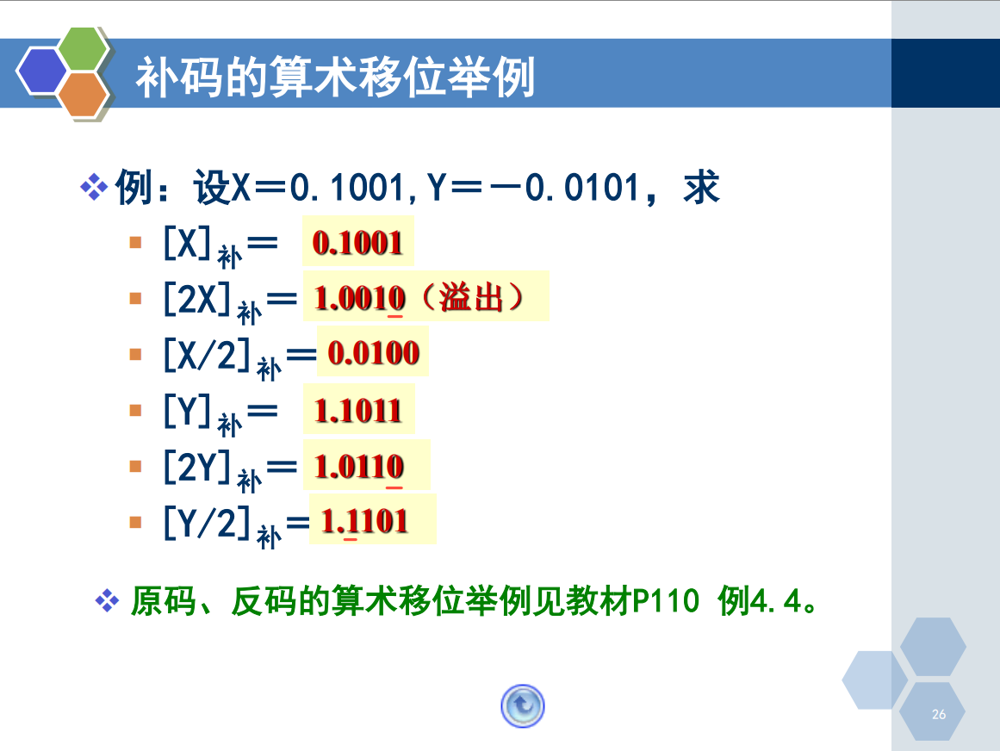 补码的算术移位举例
例：设X＝0.1001,Y＝－0.0101，求
[X]补＝ 0.1001
[2X]补＝ 1.0010（溢出）
[X/2]补＝ 0.0100
[Y]补＝ 1.1011
[2Y]补＝ 1.0110
[Y/2]补＝ 1.1101
原码、反码的算术移位举例见教材P110 例4.4。
26